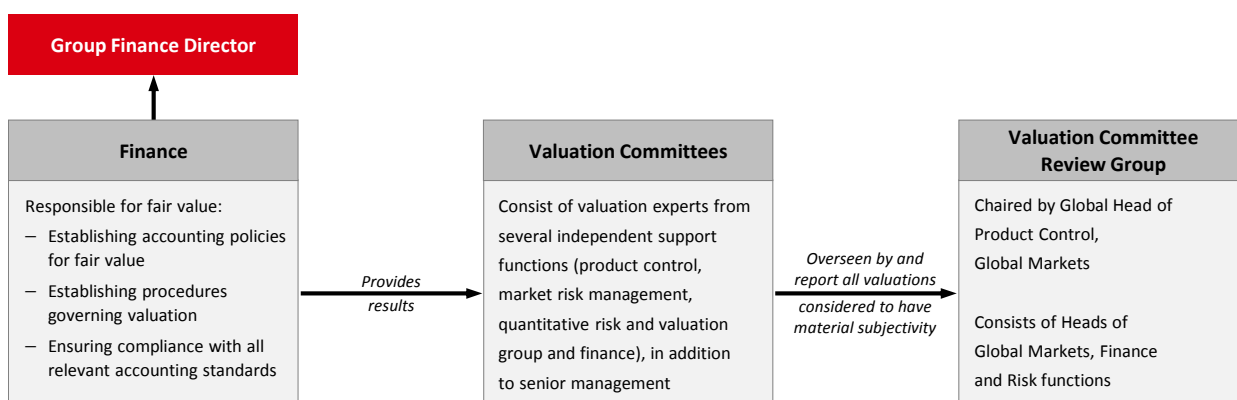 Group Finance Director
Finance
Responsible for fair value:
– Establishing accounting policies
for fair value
– Establishing procedures
governing valuation
– Ensuring compliance with all
relevant accounting standards
Provides
results
Valuation Committees
Consist of valuation experts from
several independent support
functions (product control,
market risk management,
quantitative risk and valuation
group and finance), in addition
to senior management
Overseen by and
report all valuations
considered to have
material subjectivity
Valuation Committee
Review Group
Chaired by Global Head of
Product Control,
Global Markets
Consists of Heads of
Global Markets, Finance
and Risk functions